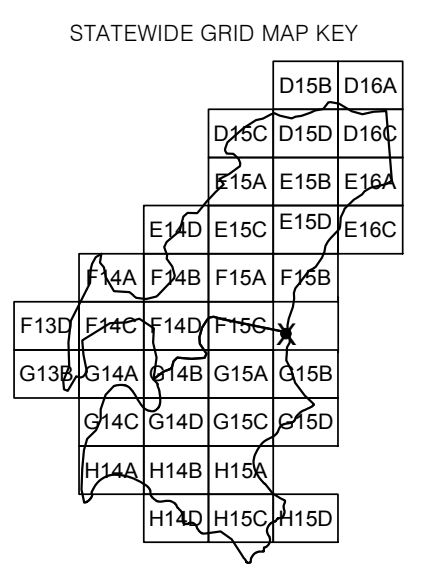 STATEWIDE GRID MAP KEY
D15B D16A
D15C D15D D16C
E15A E15B E16A
E14D E15C E15D E16C
F14A F14B F15A F15B
F13D F14C F14D F15C X
G13B G14A G14B G15A G15B
G14C G14D G15C G15D
H14A H14B H15A
H14D H15C H15D